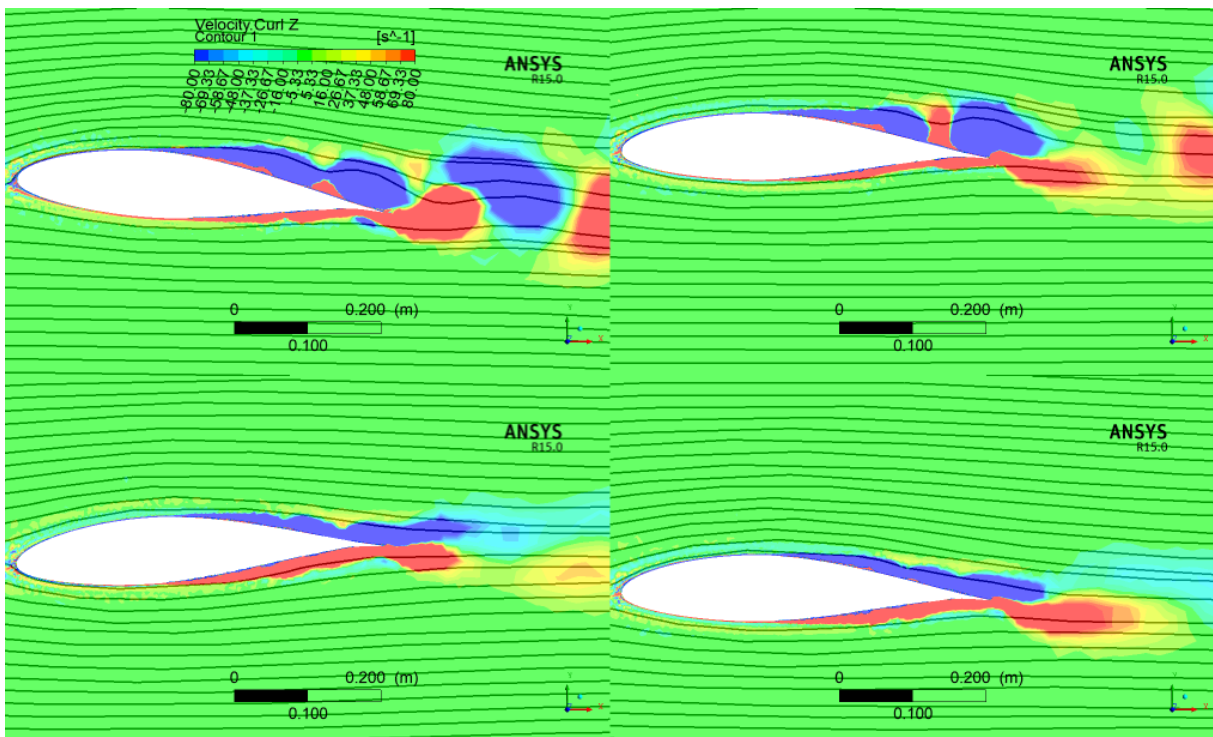 Velocity Curl Z
Contour 1
[s^-1]
-80.00
-69.33
-58.67
-48.00
-37.33
-26.67
-16.00
-5.33
5.33
16.00
26.67
37.33
48.00
58.67
69.33
80.00
ANSYS
R15.0
0 0.200 (m)
0.100
Y
X
ANSYS
R15.0
0 0.200 (m)
0.100
Y
X
ANSYS
R15.0
0 0.200 (m)
0.100
Y
X
ANSYS
R15.0
0 0.200 (m)
0.100
Y
X